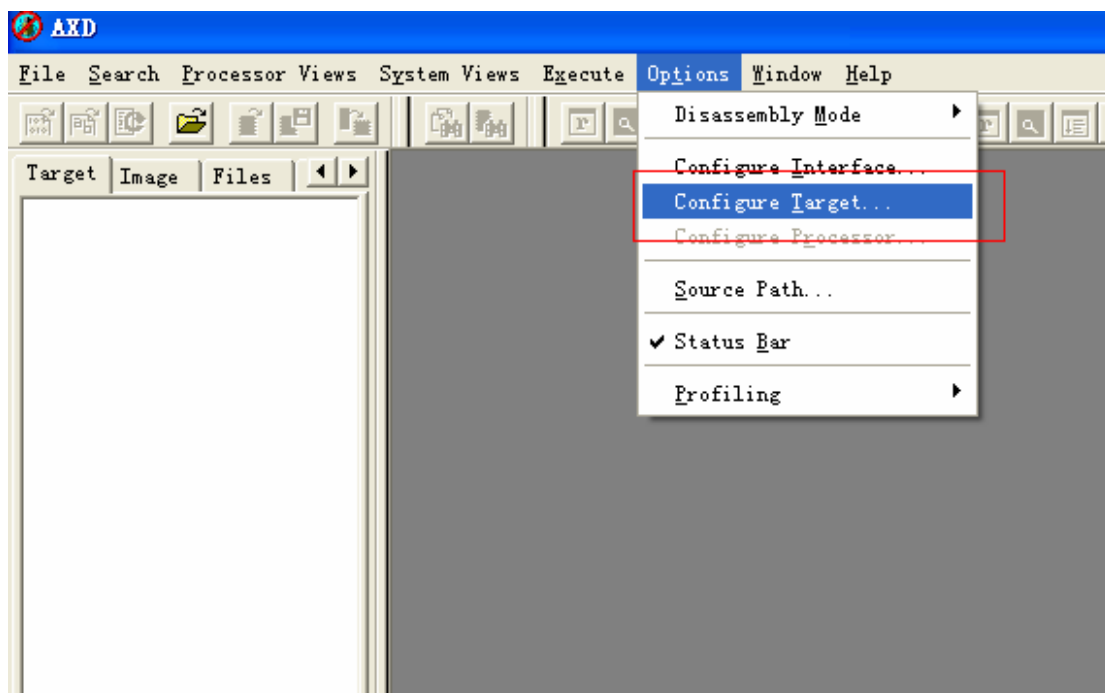 AXD
File Search Processor Views System Views Execute Options Window Help
Disassembly Mode
Target Image Files
Configure Interface...
Configure Target...
Configure Processor...
Source Path...
Status Bar
Profiling